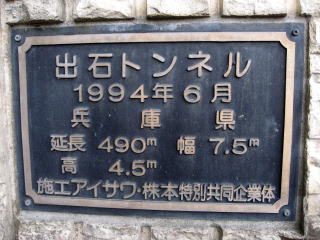 出石トンネル
1994年6月
兵庫県
延長 490m 幅 7.5m
高 4.5m
施工アイサワ・株本特別共同企業体